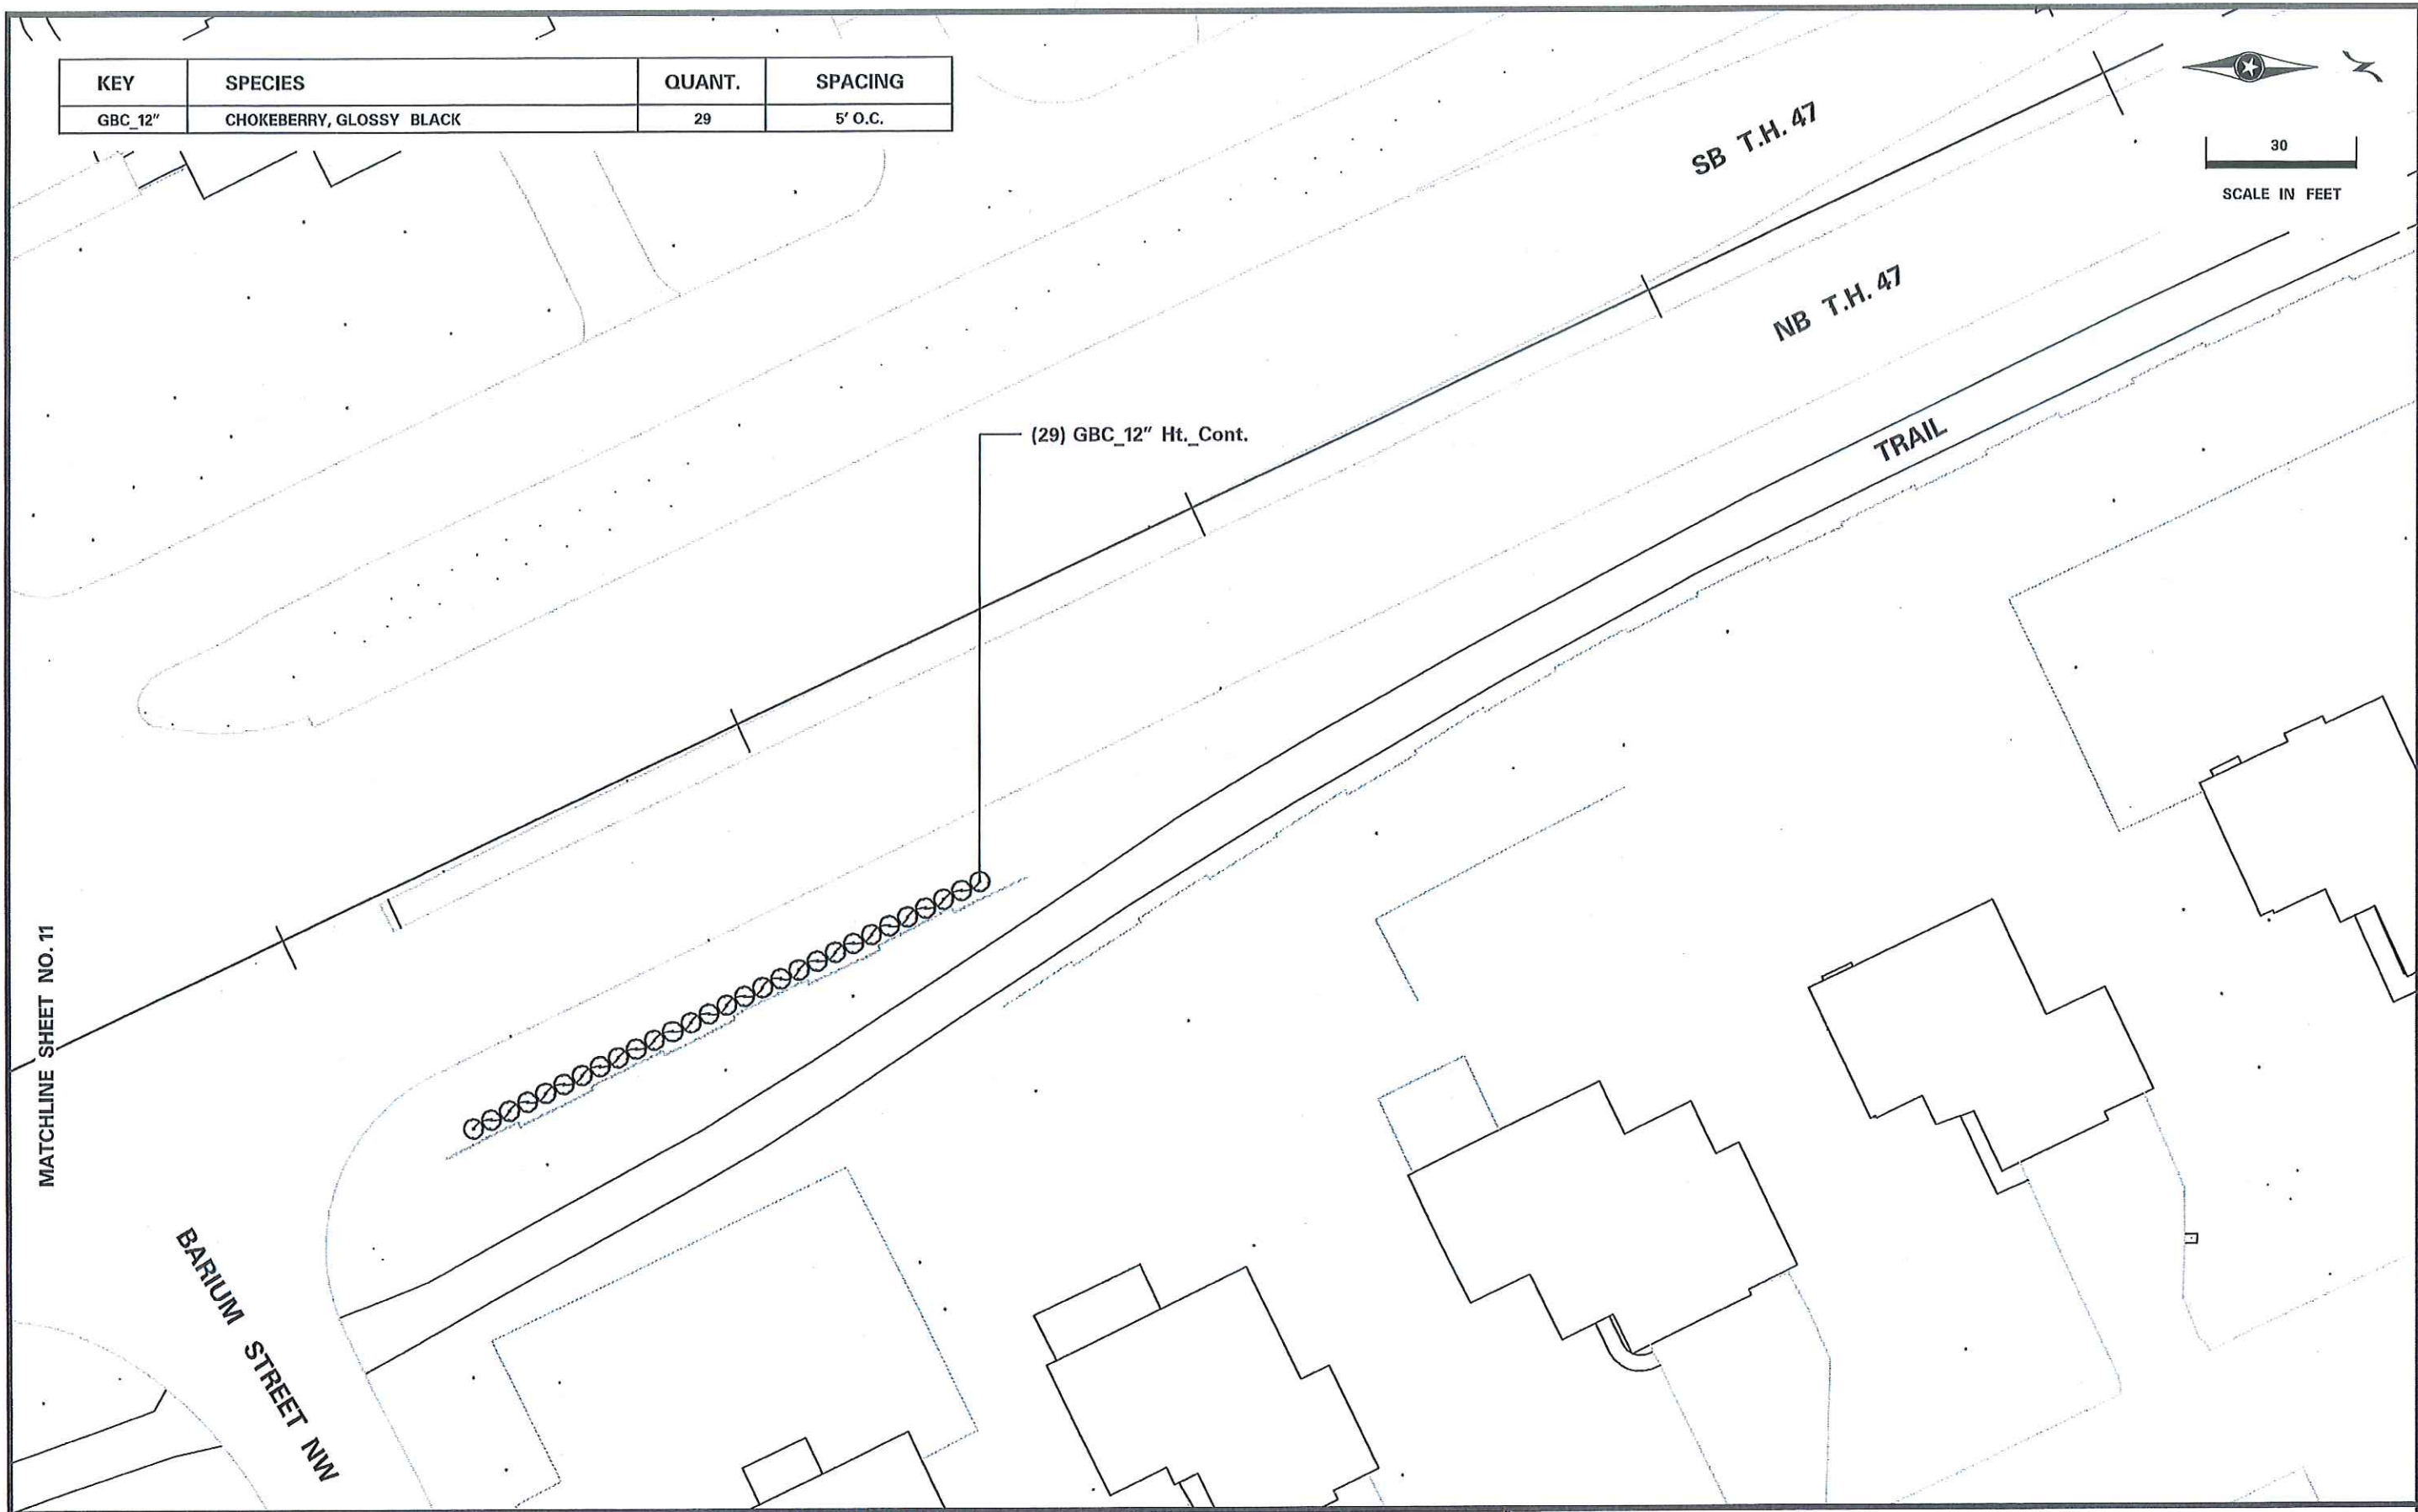 KEY SPECIES QUANT. SPACING
GBC_12" CHOKEBERRY, GLOSSY BLACK 29 5' O.C.
30
SCALE IN FEET
SB T.H. 47
NB T.H. 47
TRAIL
(29) GBC_12" Ht._Cont.
MATCHLINE SHEET NO. 11
BARIUM STREET NW